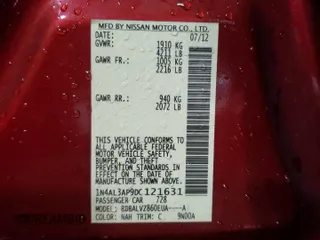 MFD BY NISSAN MOTOR CO., LTD.
DATE: 07/12
GVWR: 1910 KG
4211 LB
GAWR FR.: 1005 KG
2216 LB
GAWR RR.: 940 KG
2072 LB
THIS VEHICLE CONFORMS TO ALL
APPLICABLE FEDERAL MOTOR VEHICLE
SAFETY, BUMPER, AND THEFT
PREVENTION STANDARDS IN EFFECT
ON THE DATE OF MANUFACTURE
SHOWN ABOVE.
121631
PASSENGER CAR 728
MODEL:
COLOR: NAH TRIM: C